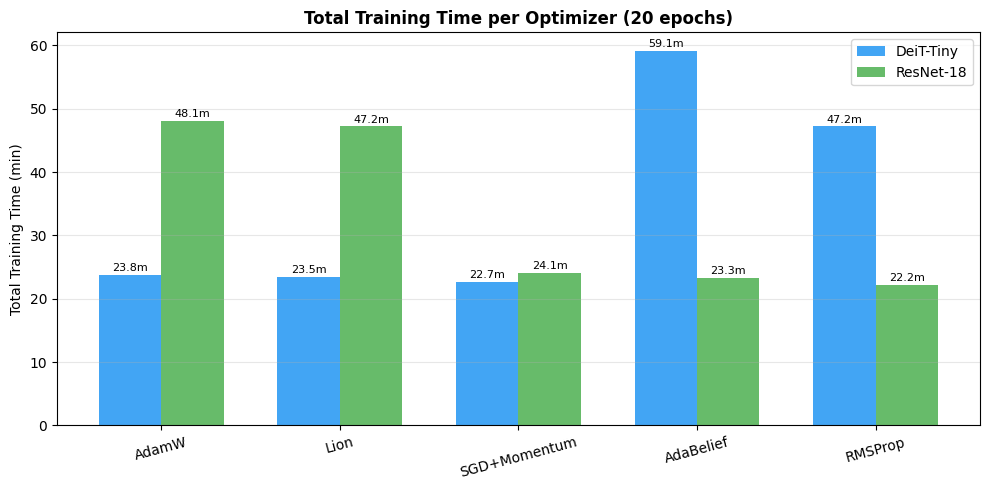 Total Training Time per Optimizer (20 epochs)
Total Training Time (min)
60
50
40
30
20
10
0
DeiT-Tiny
ResNet-18
23.8m
48.1m
23.5m
47.2m
22.7m
24.1m
59.1m
23.3m
47.2m
22.2m
AdamW
Lion
SGD+Momentum
AdaBelief
RMSProp